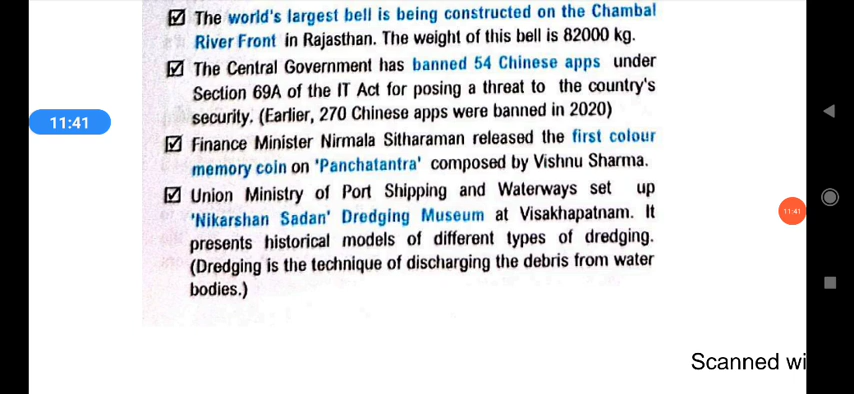 The world's largest bell is being constructed on the Chambal
River Front in Rajasthan. The weight of this bell is 82000 kg.
The Central Government has banned 54 Chinese apps under
Section 69A of the IT Act for posing a threat to the country's
security. (Earlier, 270 Chinese apps were banned in 2020)
11:41
Finance Minister Nirmala Sitharaman released the first colour
memory coin on 'Panchatantra' composed by Vishnu Sharma.
Union Ministry of Port Shipping and Waterways set up
'Nikarshan Sadan' Dredging Museum at Visakhapatnam. It
11:41
presents historical models of different types of dredging.
(Dredging is the technique of discharging the debris from water
bodies.)
Scanned wi